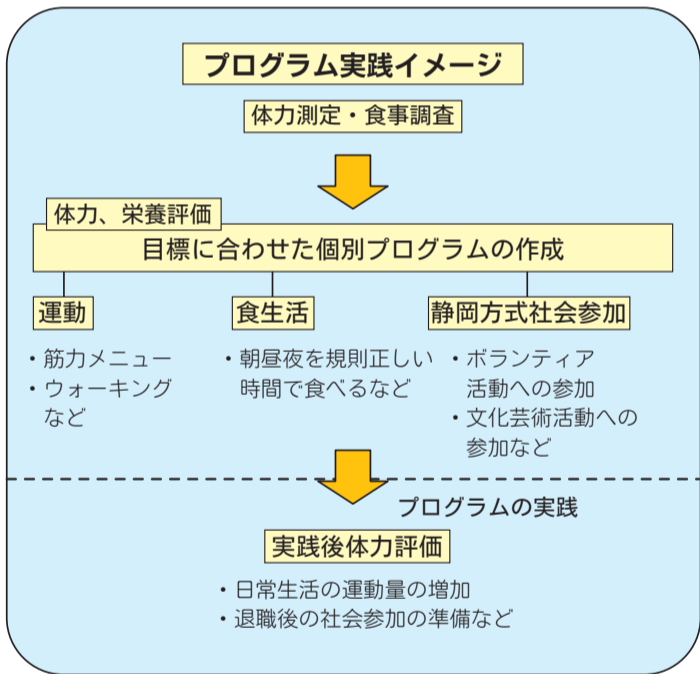 プログラム実践イメージ
体力測定・食事調査
体力、栄養評価
目標に合わせた個別プログラムの作成
運動
・筋力メニュー
・ウォーキング
など
食生活
・朝昼夜を規則正しい
時間で食べるなど
静岡方式社会参加
・ボランティア
活動への参加
・文化芸術活動への
参加など
プログラムの実践
実践後体力評価
・日常生活の運動量の増加
・退職後の社会参加の準備など